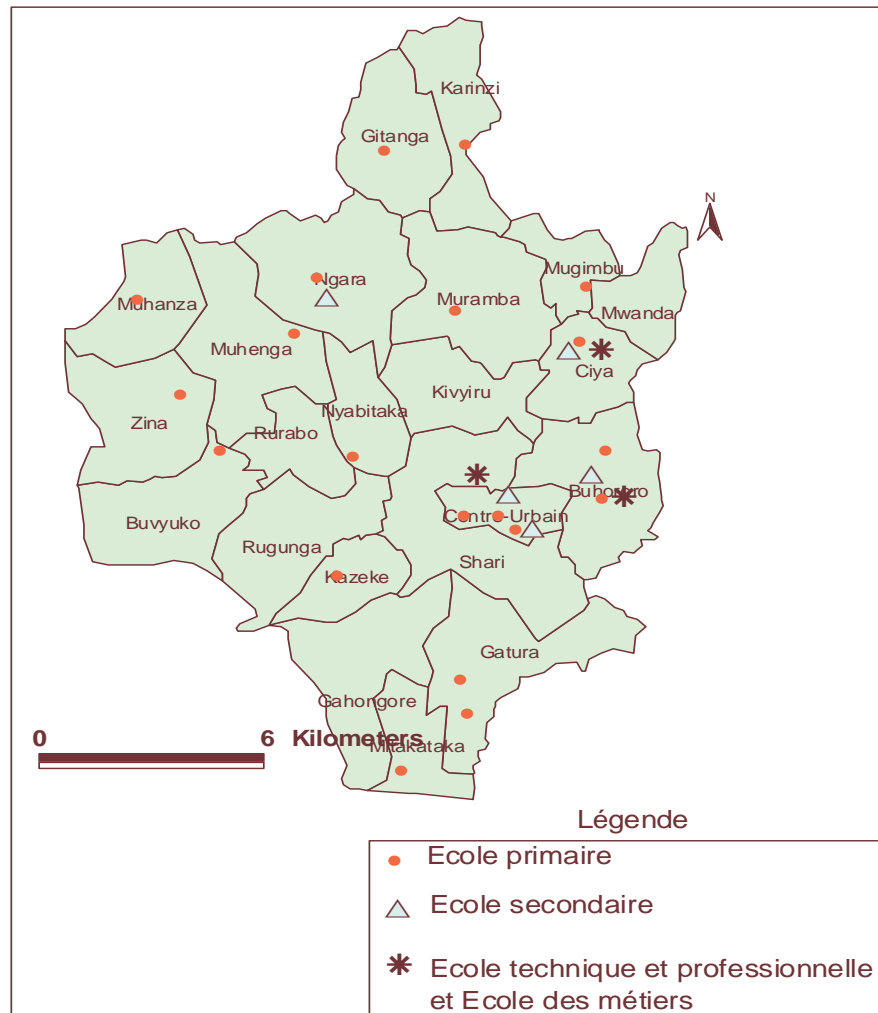 Karinzi
Gitanga
N
Mugimbu
Ngara
Muramba
Muhanza
Mwanda
Muhenga
Ciya
Kivyiru
Nyabitaka
Zina
Rurabo
Buhororo
Centre-Urbain
Buvyuko
Rugunga
Shari
Kazeke
Gatura
Gahongore
0 6 Kilometers
Mitakataka
Légende
Ecole primaire
Ecole secondaire
Ecole technique et professionnelle
et Ecole des métiers